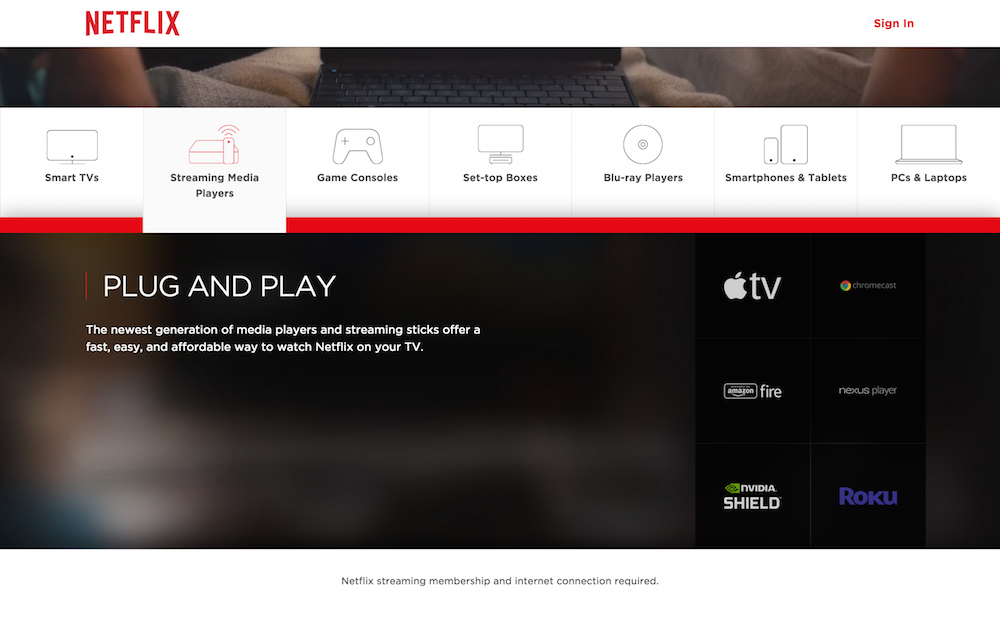 NETFLIX
Sign In
Smart TVs
Streaming Media
Players
Game Consoles
Set-top Boxes
Blu-ray Players
Smartphones & Tablets
PCs & Laptops
PLUG AND PLAY
The newest generation of media players and streaming sticks offer a
fast, easy, and affordable way to watch Netflix on your TV.
tv
chromecast
amazon fire
nexus player
NVIDIA
SHIELD
ROKU
Netflix streaming membership and internet connection required.